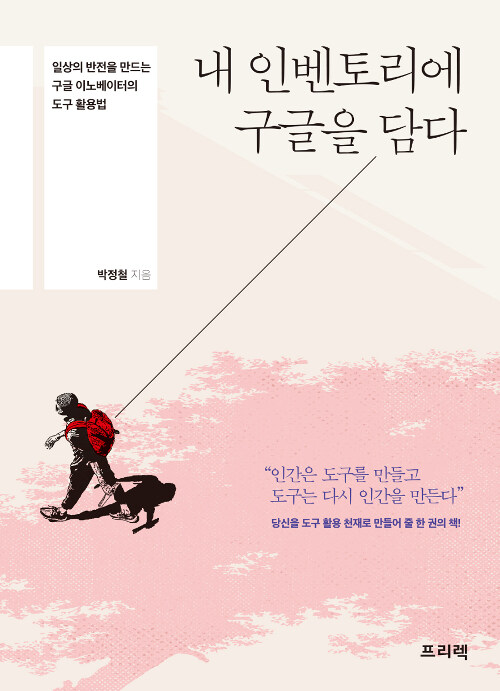 일상의 반전을 만드는
구글 이노베이터의
도구 활용법
내 인벤토리에
구글을 담다
박정철 지음
“인간은 도구를 만들고
도구는 다시 인간을 만든다”
당신을 도구 활용 천재로 만들어 줄 한 권의 책!
프리렉